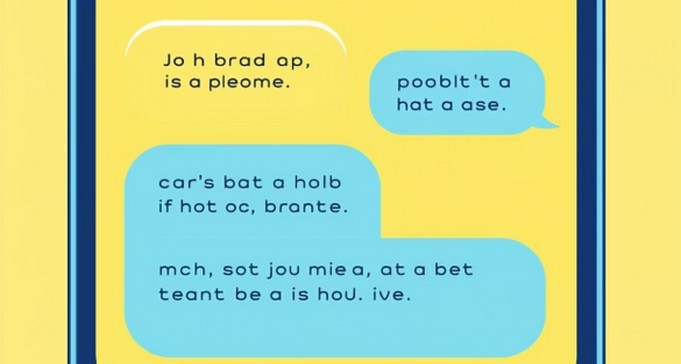 Jo h brad ap,
is a pleome.
pooblt't a
hat a ase.
car's bat a holb
if hot oc, brante.
mch, sot jou mie a, at a bet
teant be a is hoU. ive.